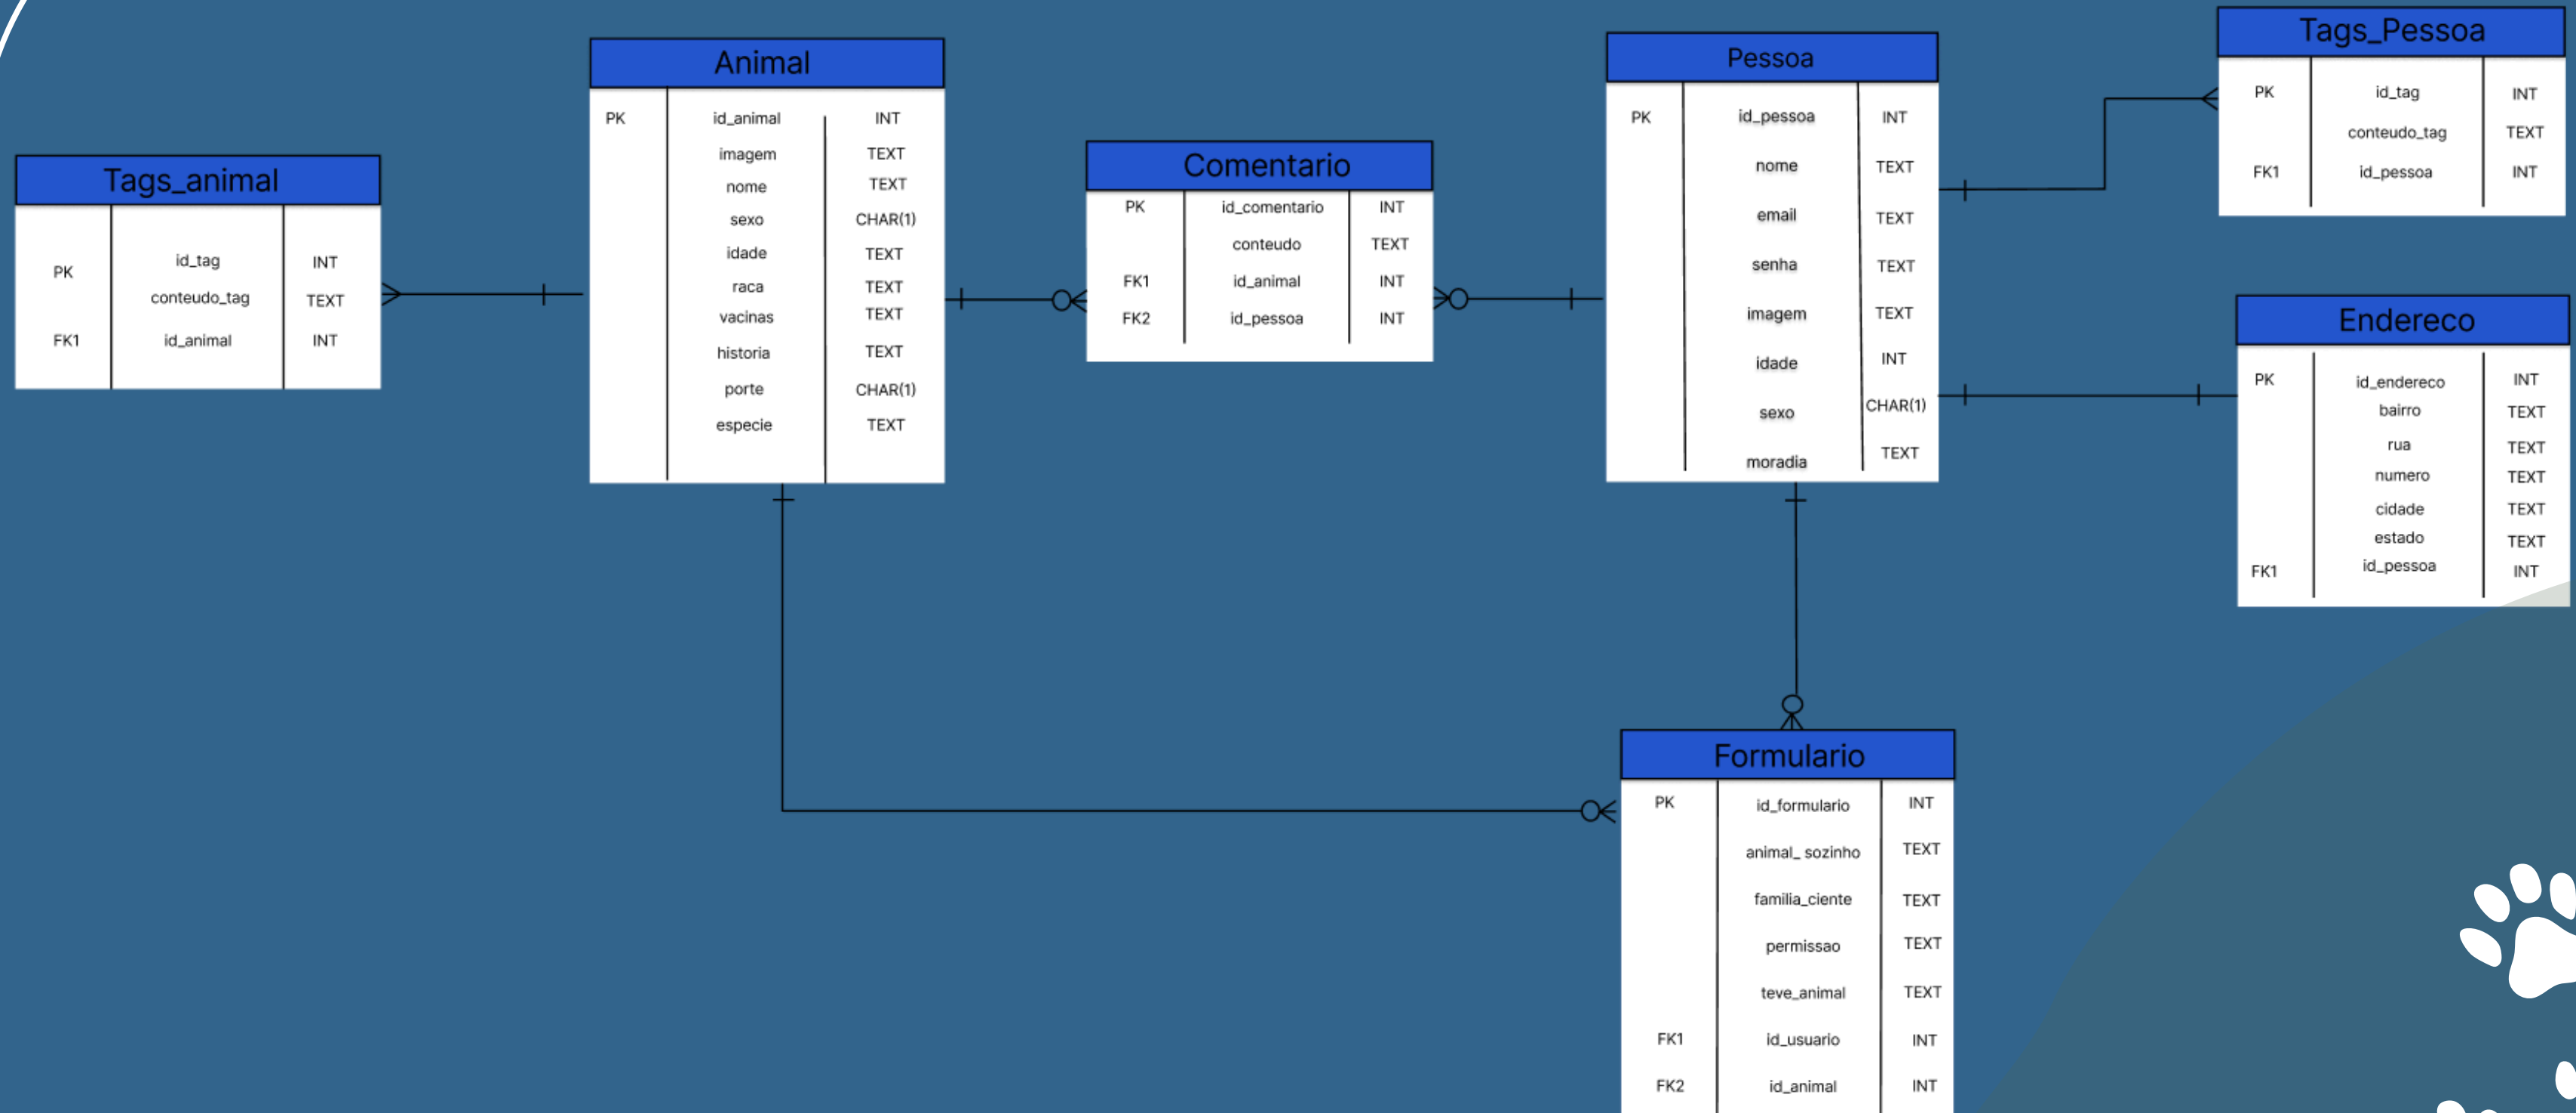 Tags_animal
PK id_tag INT
conteudo_tag TEXT
FK1 id_animal INT
Animal
PK id_animal INT
imagem TEXT
nome TEXT
sexo CHAR(1)
idade TEXT
raca TEXT
vacinas TEXT
historia TEXT
porte CHAR(1)
especie TEXT
Comentario
PK id_comentario INT
conteudo TEXT
FK1 id_animal INT
FK2 id_pessoa INT
Pessoa
PK id_pessoa INT
nome TEXT
email TEXT
senha TEXT
imagem TEXT
idade INT
sexo CHAR(1)
moradia TEXT
Tags_Pessoa
PK id_tag INT
conteudo_tag TEXT
FK1 id_pessoa INT
Endereco
PK id_endereco INT
bairro TEXT
rua TEXT
numero TEXT
cidade TEXT
estado TEXT
FK1 id_pessoa INT
Formulario
PK id_formulario INT
animal_ sozinho TEXT
familia_ciente TEXT
permissao TEXT
teve_animal TEXT
FK1 id_usuario INT
FK2 id_animal INT